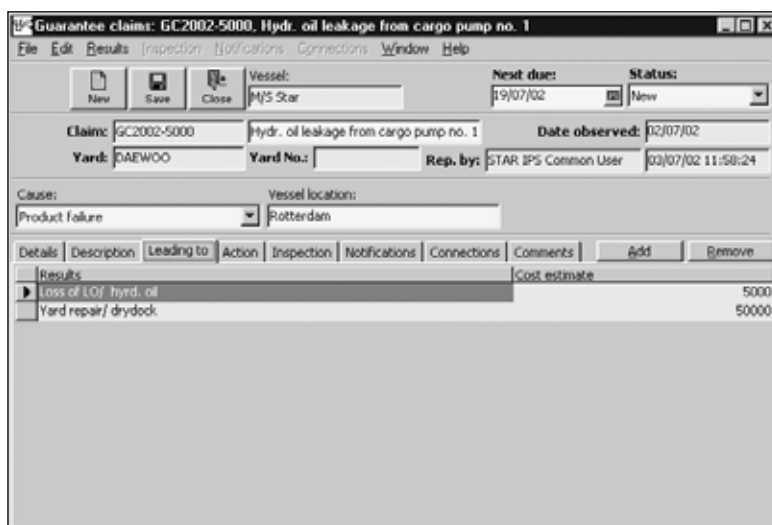 Guarantee claims: GC2002-5000, Hydr. oil leakage from cargo pump no. 1
File Edit Results Inspection Notifications Connections Window Help
New Save Close Vessel: Next due: Status:
M/S Star 19/07/02 New
Claim: GC2002-5000 Hydr. oil leakage from cargo pump no. 1 Date observed: 02/07/02
Yard: DAEWOO Yard No.: Rep. by: STAR IPS Common User 03/07/02 11:58:24
Cause: Vessel location:
Product failure Rotterdam
Details Description Leading to Action Inspection Notifications Connections Comments Add Remove
Results Cost estimate
Loss of LO/ hyrd. oil 5000
Yard repair/ drydock 50000